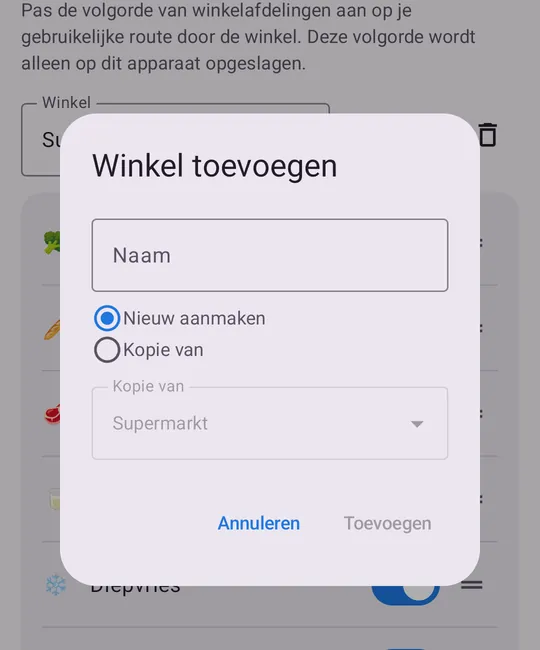 Pas de volgorde van winkelafdelingen aan op je
gebruikelijke route door de winkel. Deze volgorde wordt
alleen op dit apparaat opgeslagen.
Winkel
Winkel toevoegen
Naam
Nieuw aanmaken
Kopie van
Kopie van
Supermarkt
Annuleren
Toevoegen
Diepvries